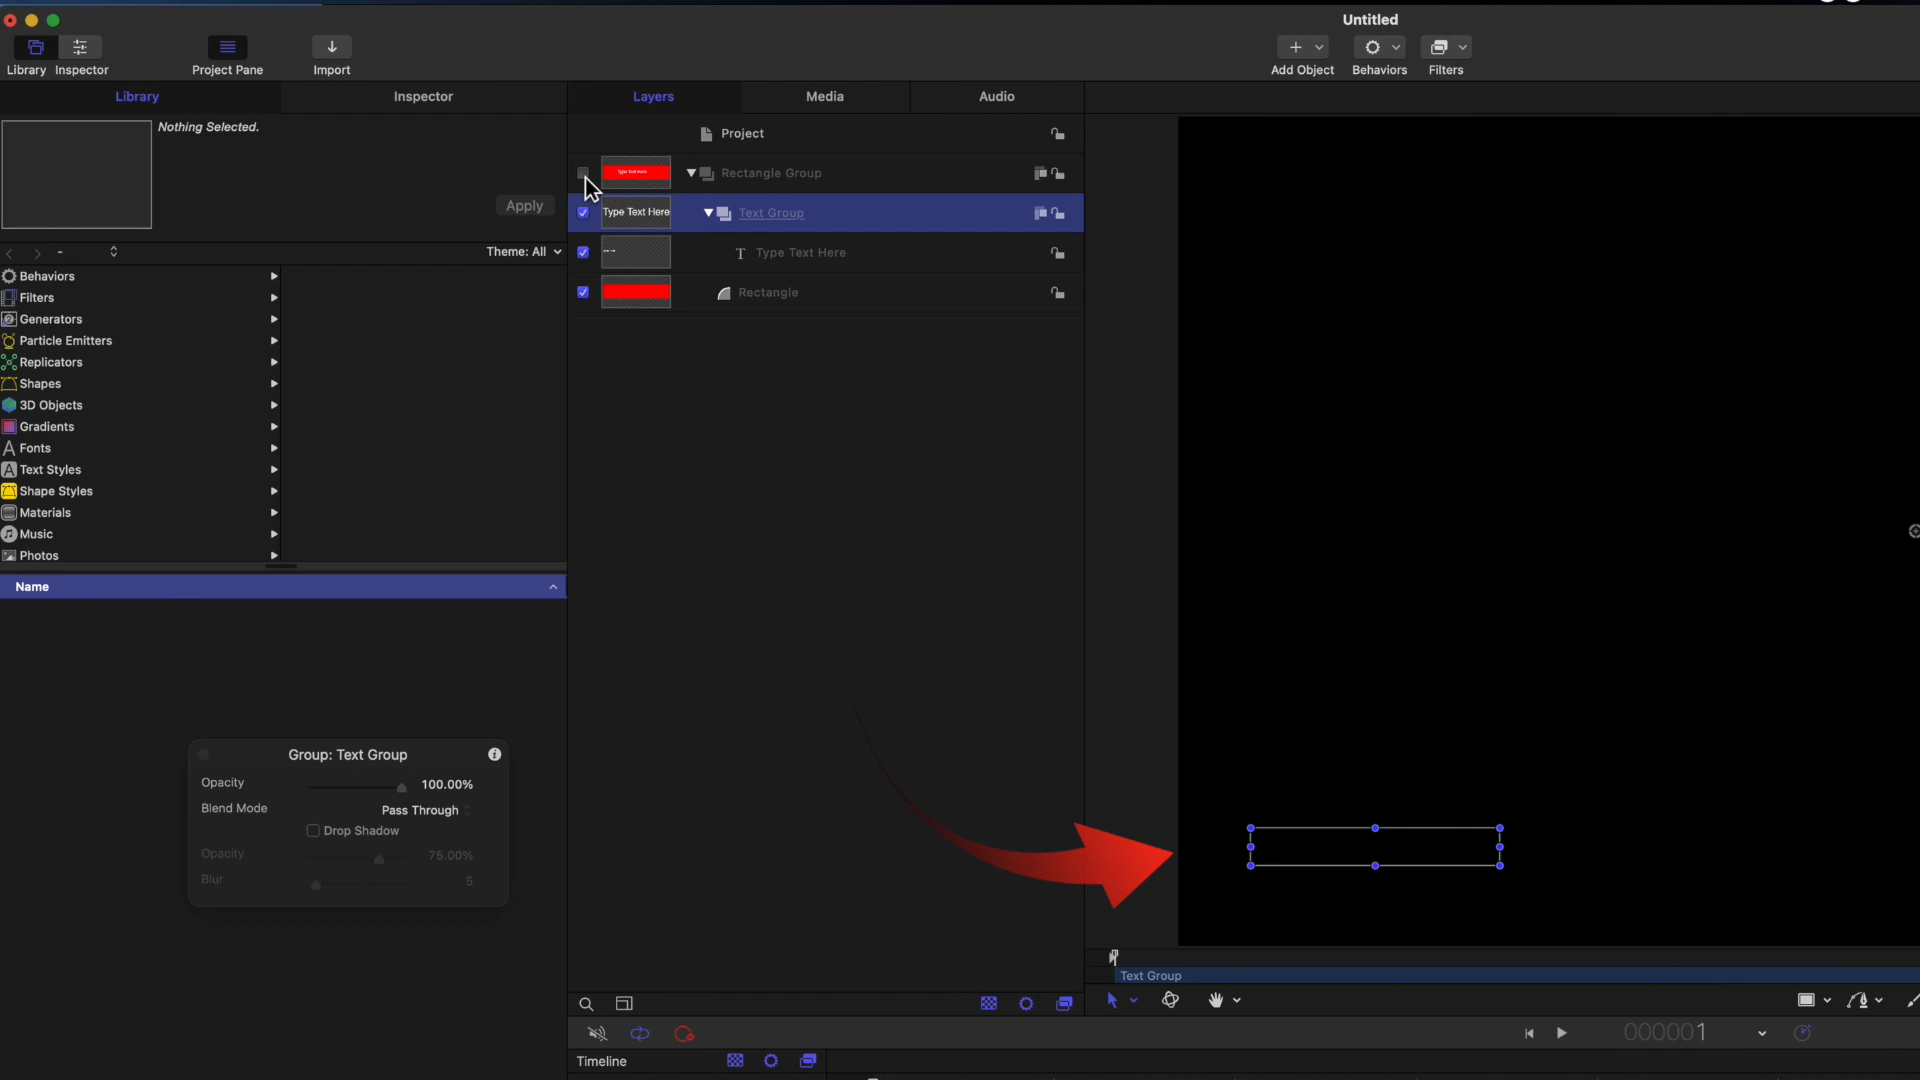 Untitled
Library
Inspector
Project Pane
Import
Add Object
Behaviors
Filters
Library
Inspector
Layers
Media
Audio
Nothing Selected.
Apply
Theme: All
Behaviors
Filters
Generators
Particle Emitters
Replicators
Shapes
3D Objects
Gradients
Fonts
Text Styles
Shape Styles
Materials
Music
Photos
Name
Project
Type Text Here
Rectangle Group
Type Text Here
Text Group
Type Text Here
Rectangle
Group: Text Group
Opacity
100.00%
Blend Mode
Pass Through
Drop Shadow
Opacity
75.00%
Blur
5
Text Group
000001
Timeline